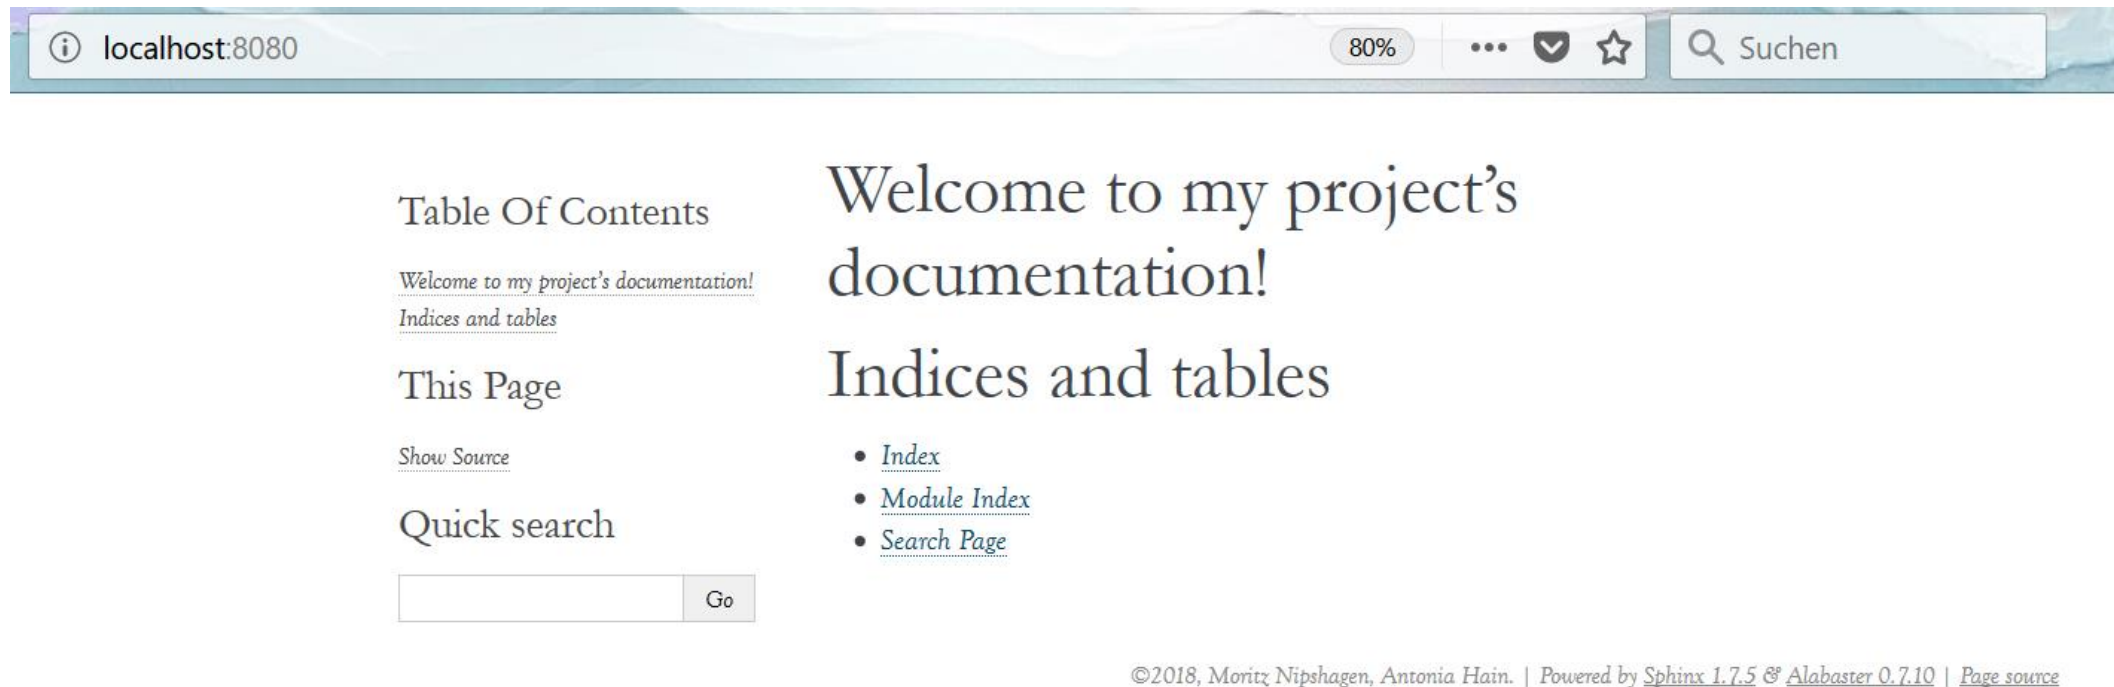 localhost:8080
80%
Suchen
Table Of Contents
Welcome to my project's documentation!
Indices and tables
This Page
Show Source
Quick search
Go
Welcome to my project's
documentation!
Indices and tables
Index
Module Index
Search Page
©2018, Moritz Nipshagen, Antonia Hain. | Powered by Sphinx 1.7.5 & Alabaster 0.7.10 | Page source